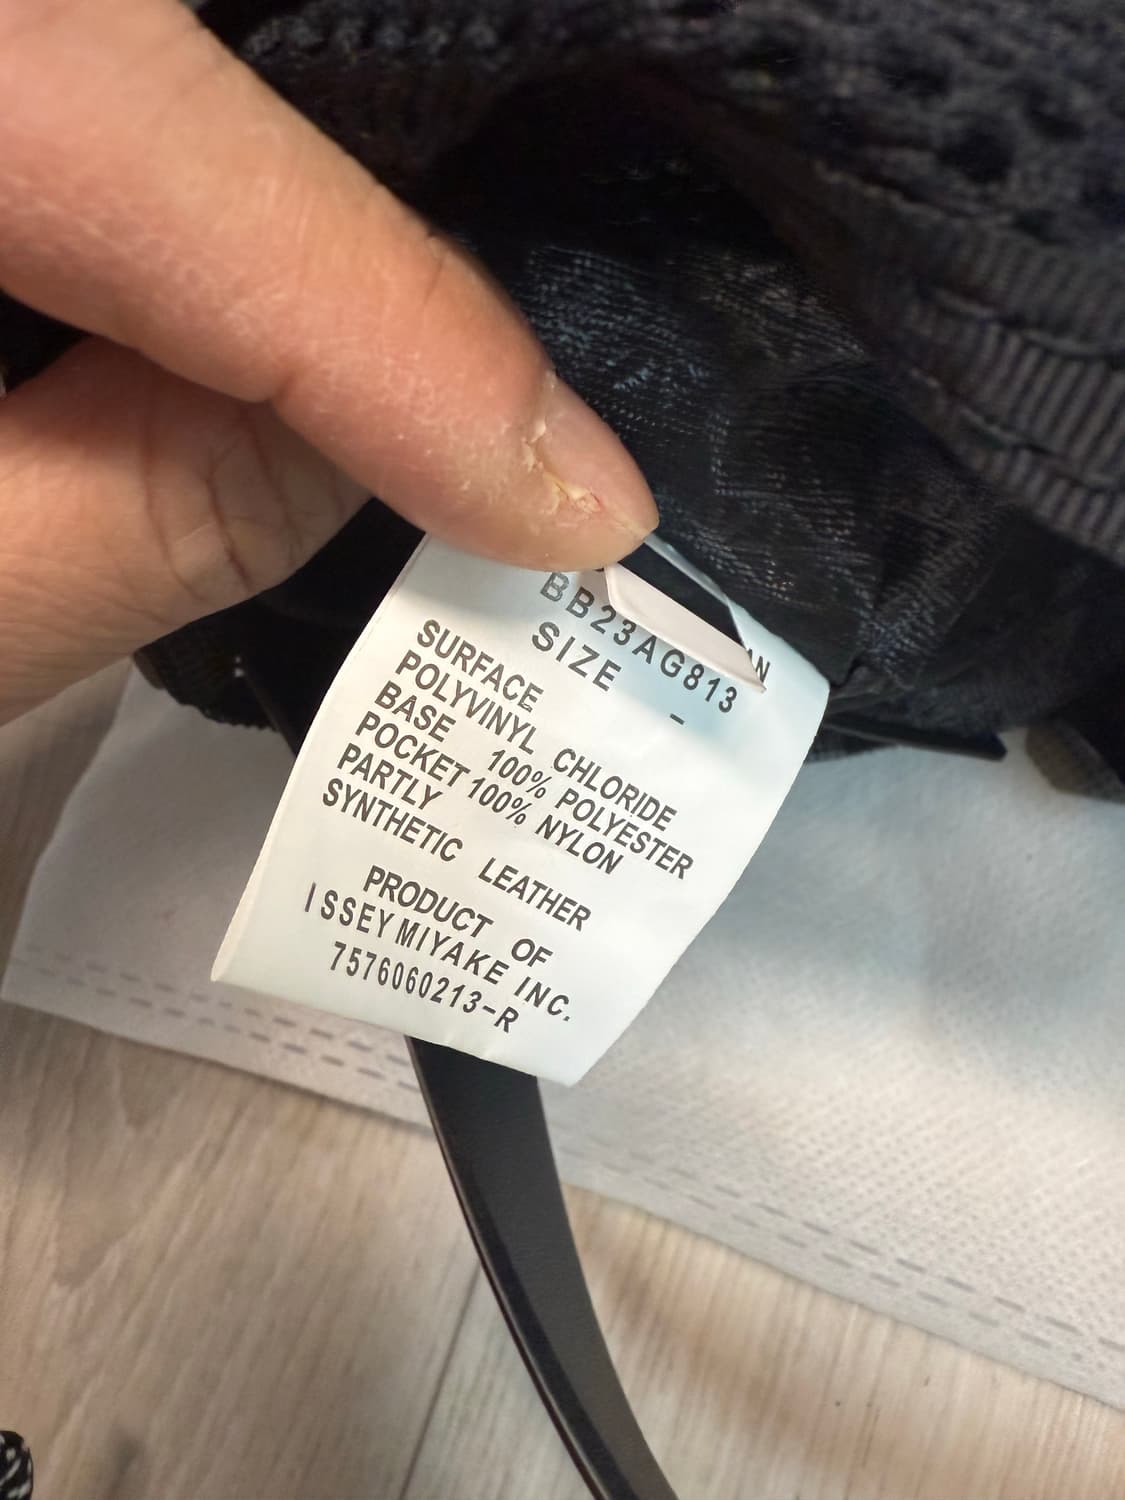 BB23AG813
SIZE -
SURFACE
POLYVINYL CHLORIDE
BASE 100% POLYESTER
POCKET 100% NYLON
PARTLY
SYNTHETIC LEATHER
PRODUCT OF
ISSEY MIYAKE INC.
7576060213-R